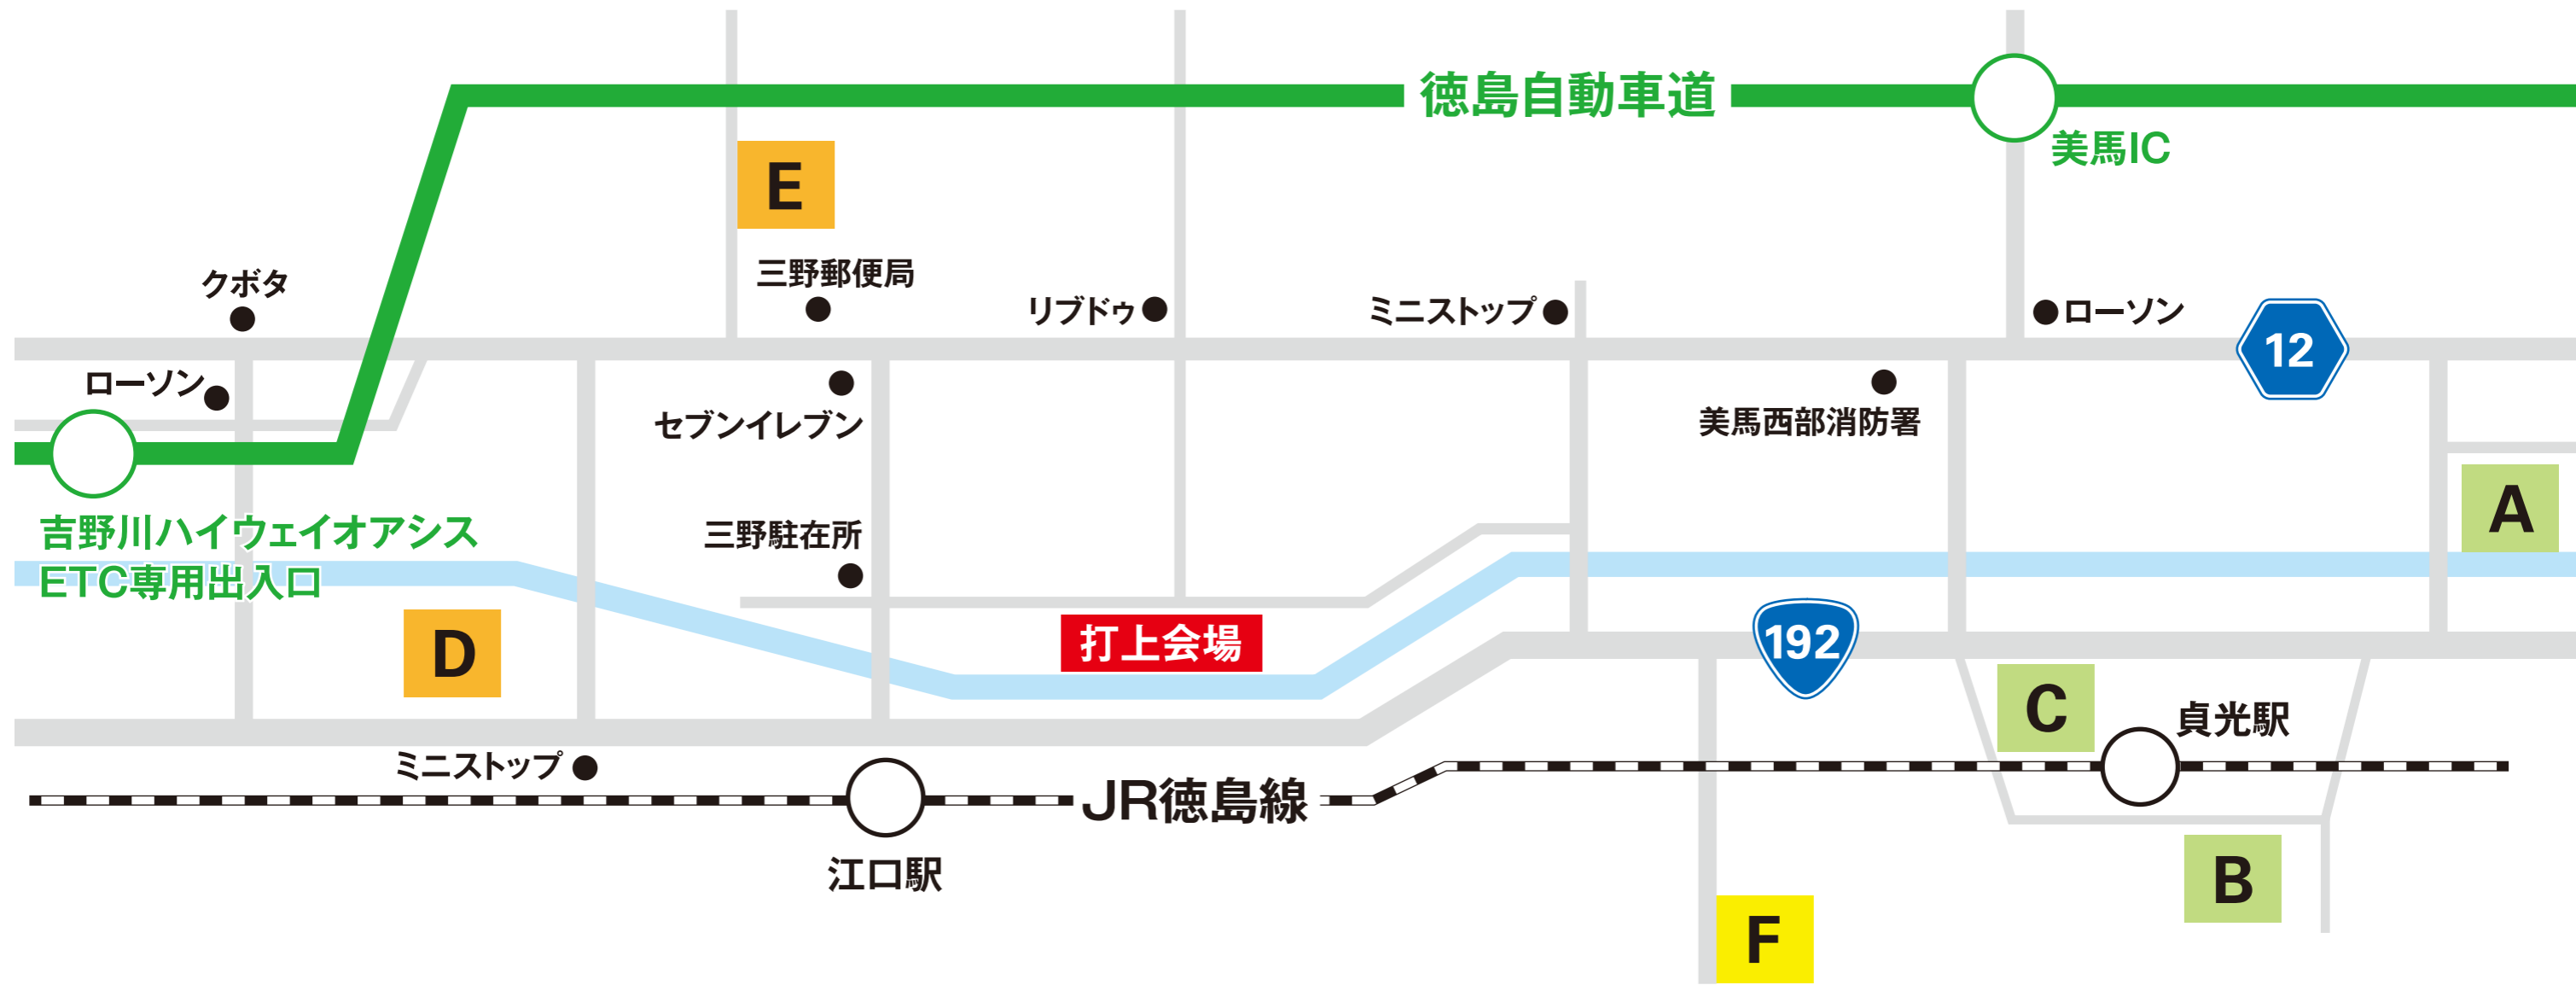 徳島自動車道
美馬IC
E
三野郵便局
クボタ
リブドゥ
ミニストップ
ローソン
12
ローソン
セブンイレブン
美馬西部消防署
吉野川ハイウェイオアシス
ETC専用出入口
三野駐在所
A
D
打上会場
192
C
貞光駅
ミニストップ
JR徳島線
江口駅
B
F